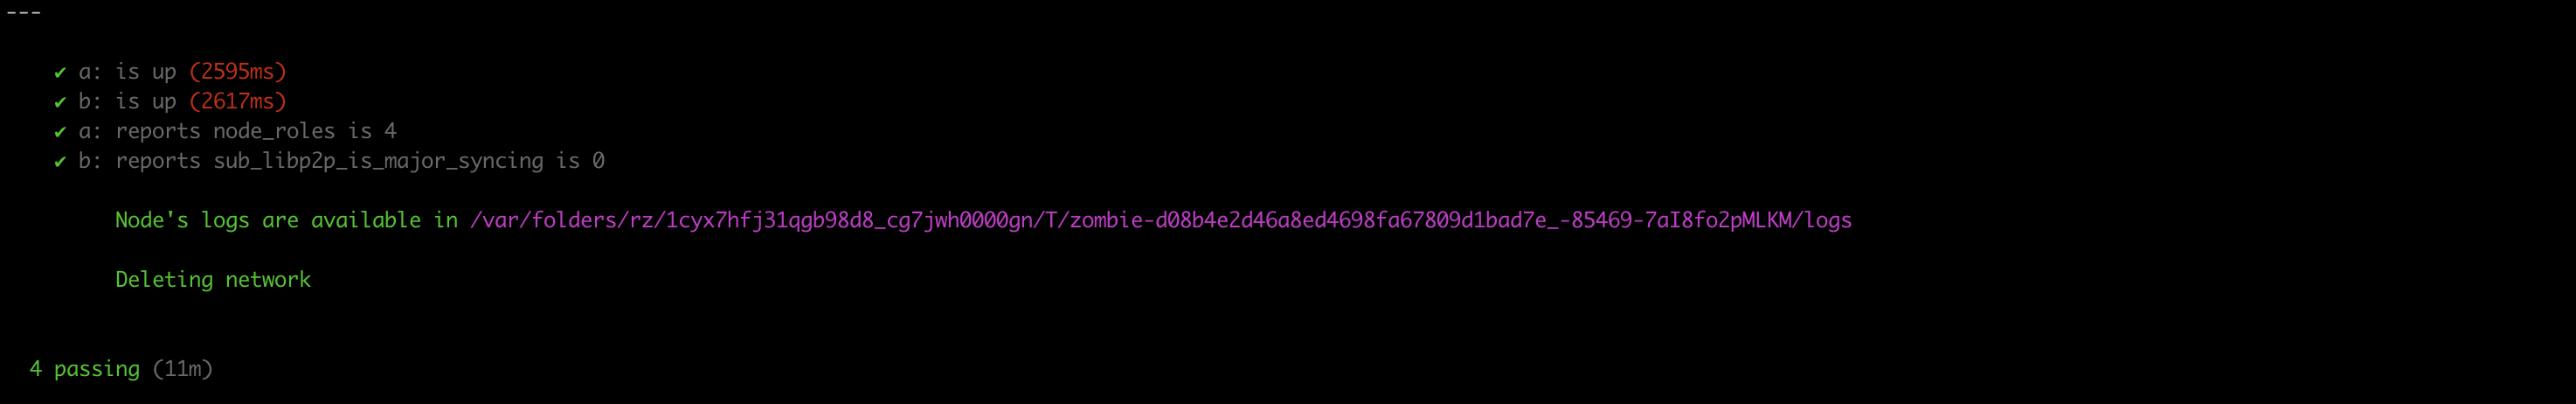 ---
✔ a: is up (2595ms)
✔ b: is up (2617ms)
✔ a: reports node_roles is 4
✔ b: reports sub_libp2p_is_major_syncing is 0
Node's logs are available in /var/folders/rz/1cyx7hfj31qgb98d8_cg7jwh0000gn/T/zombie-d08b4e2d46a8ed4698fa67809d1bad7e_-85469-7aI8fo2pMLKM/logs
Deleting network
4 passing (11m)